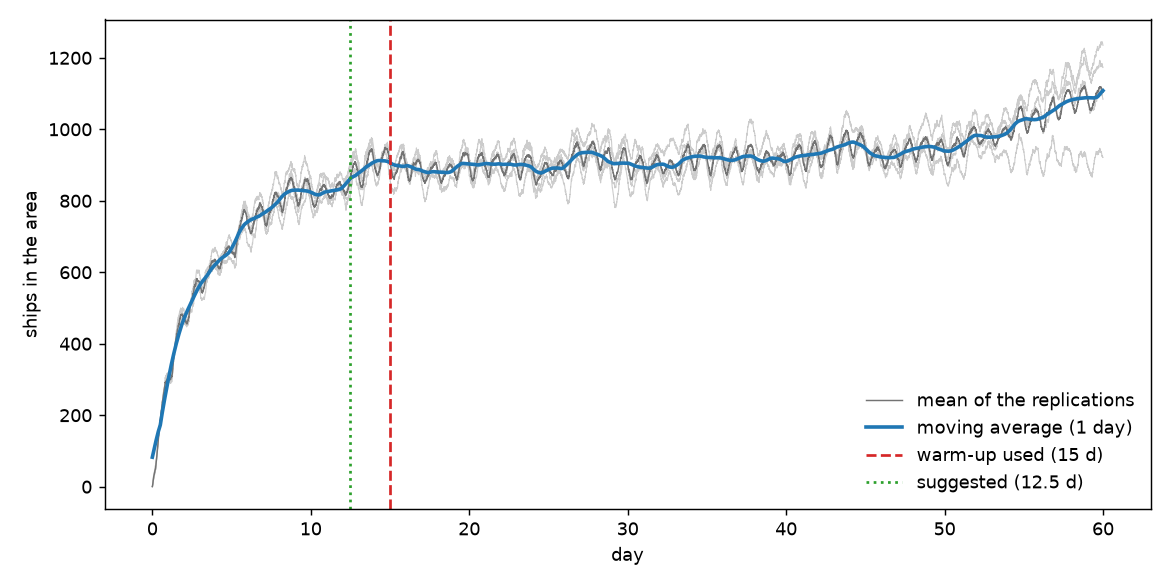 1200
1000
800
600
400
200
0
ships in the area
mean of the replications
moving average (1 day)
warm-up used (15 d)
suggested (12.5 d)
0 10 20 30 40 50 60
day